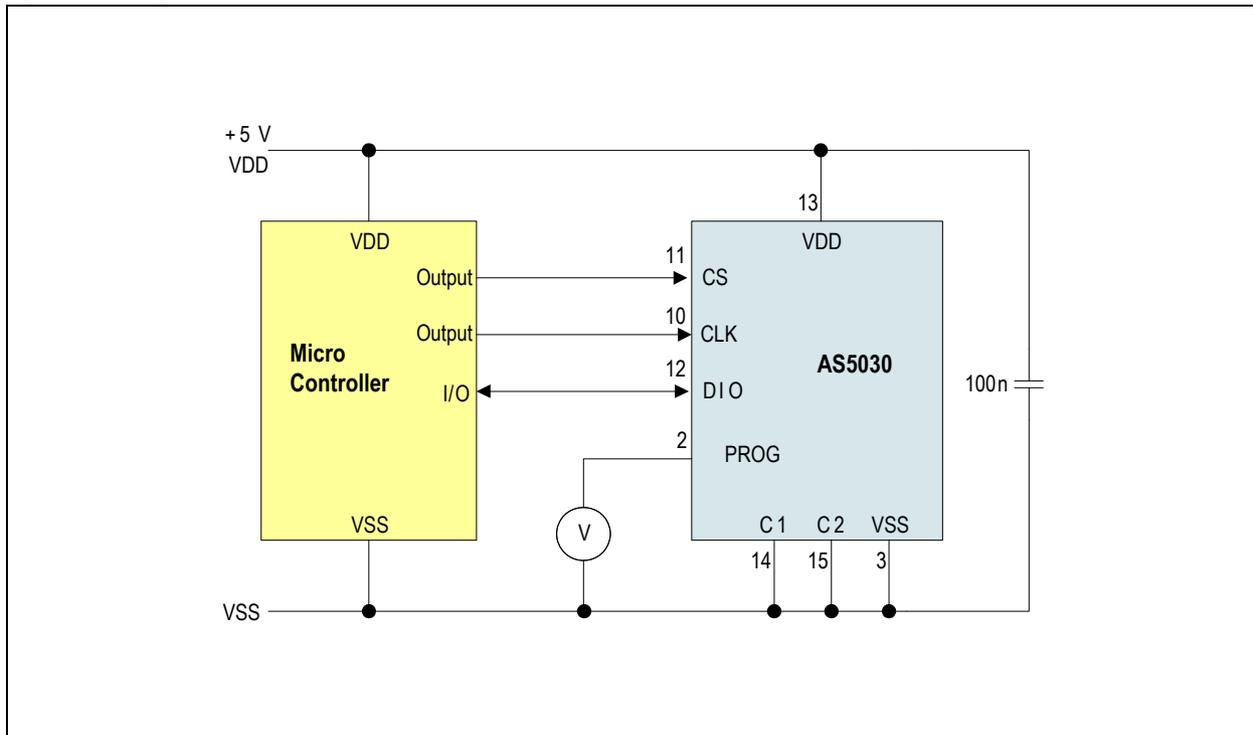 +5 V
VDD
13
VDD
VDD
11
Output
CS
10
Output
CLK
Micro
Controller
AS5030
12
I/O
DIO
100n
2
PROG
VSS
V
C1
C2
VSS
14
15
3
VSS